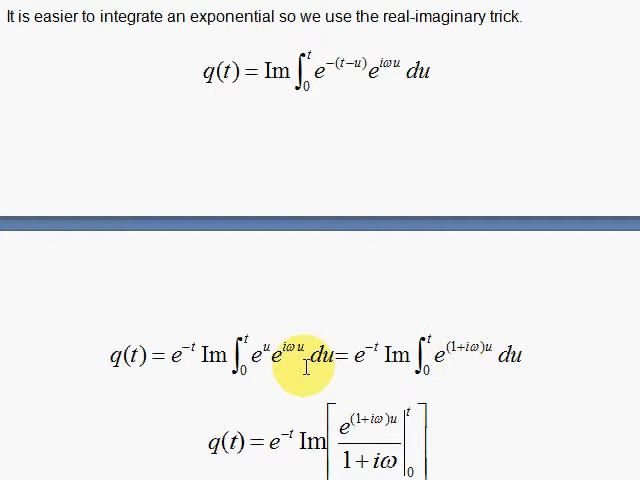 It is easier to integrate an exponential so we use the real-imaginary trick.
q(t) = Im ∫₀ᵗ e^{-(t-u)} e^{iωu} du
q(t) = e^{-t} Im ∫₀ᵗ e^{u} e^{iωu} du = e^{-t} Im ∫₀ᵗ e^{(1+iω)u} du
q(t) = e^{-t} Im [ e^{(1+iω)u} / (1+iω) |₀ᵗ ]